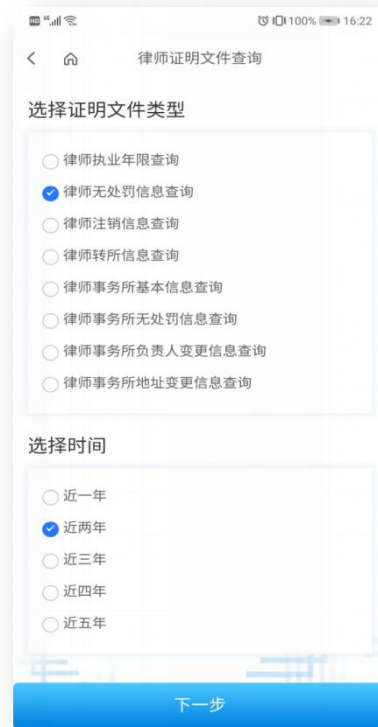 HD 46 100% 16:22
律师证明文件查询
选择证明文件类型
律师执业年限查询
律师无处罚信息查询
律师注销信息查询
律师转所信息查询
律师事务所基本信息查询
律师事务所无处罚信息查询
律师事务所负责人变更信息查询
律师事务所地址变更信息查询
选择时间
近一年
近两年
近三年
近四年
近五年
下一步